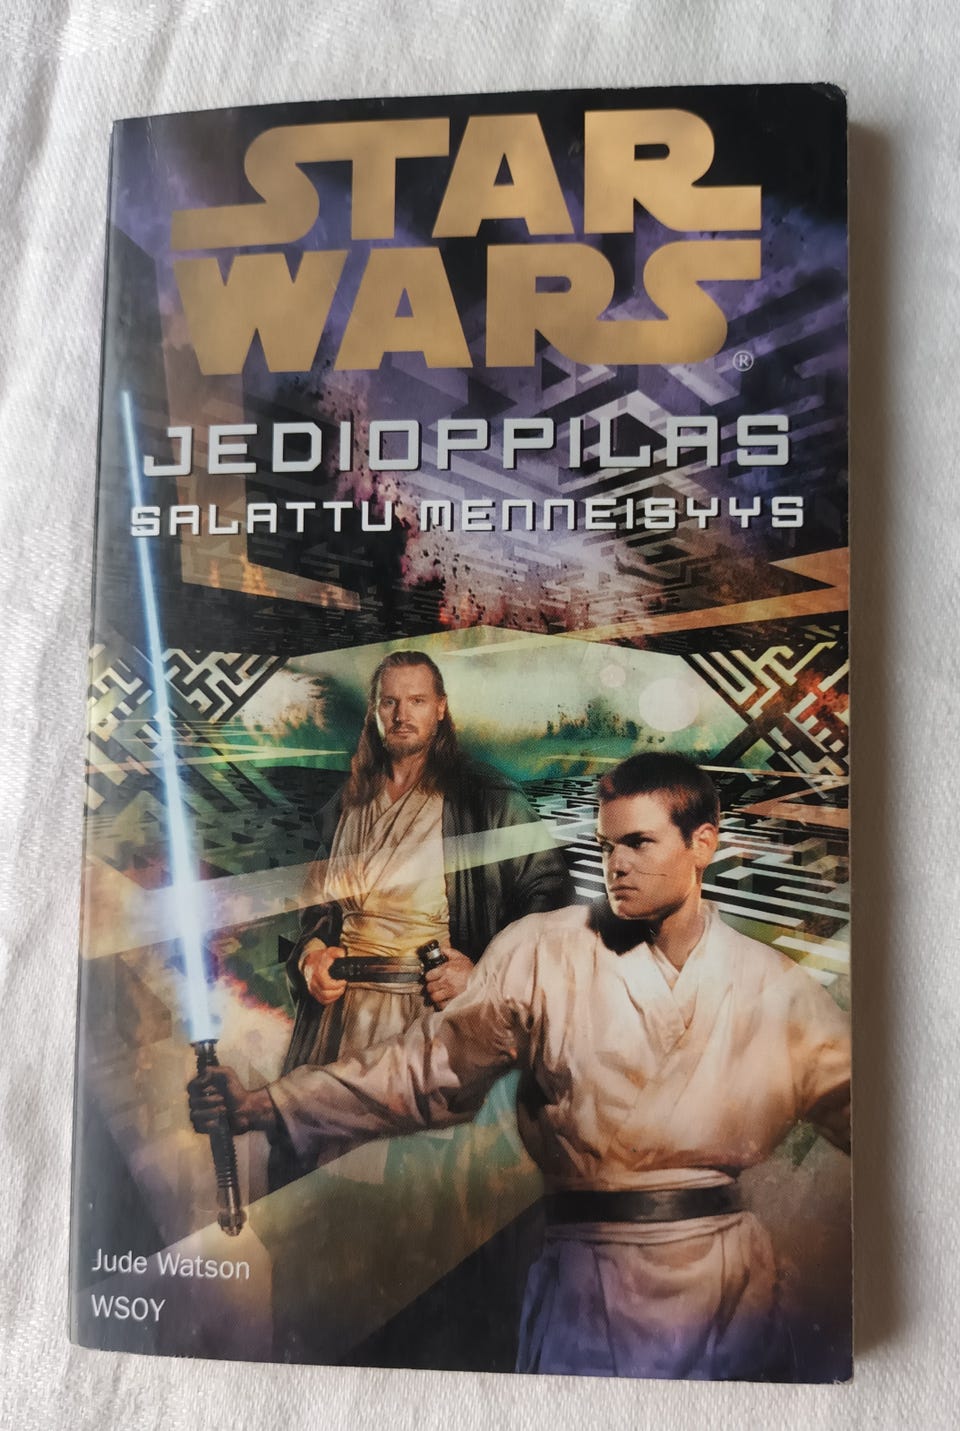 STAR
WARS®
JEDIOPPILAS
SALATTU MENNEISYYS
Jude Watson
WSOY